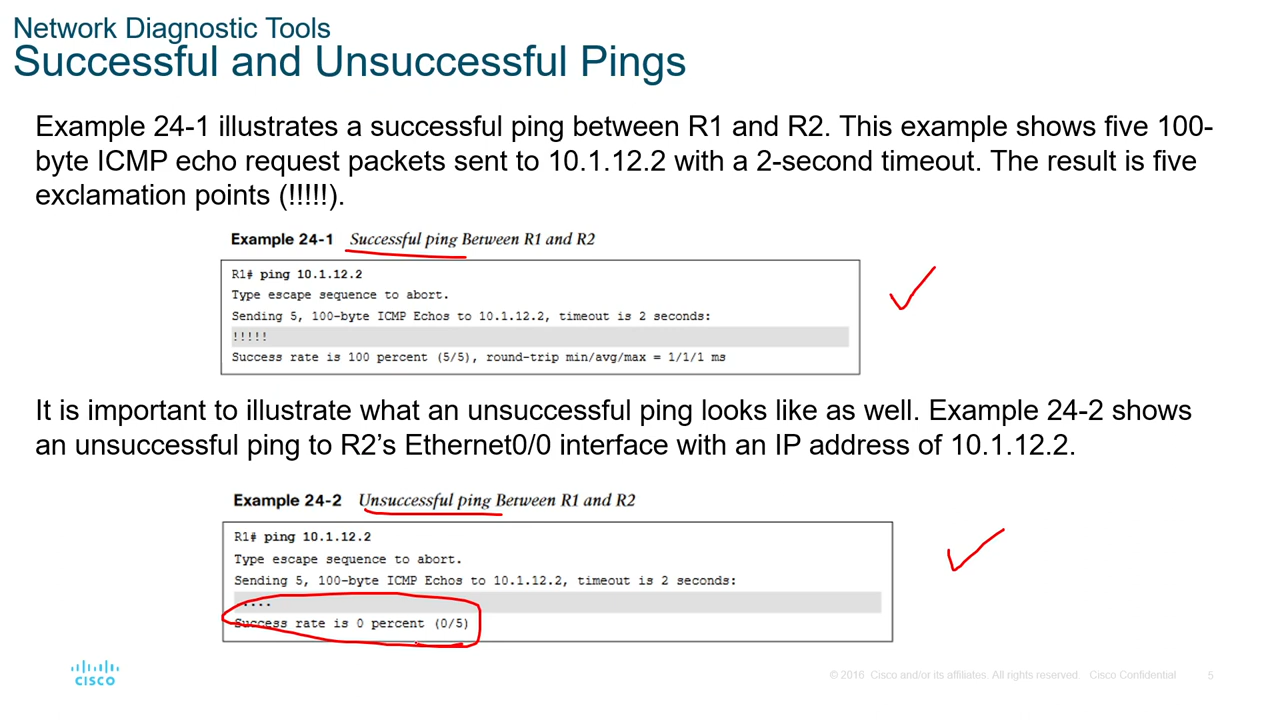 Network Diagnostic Tools
Successful and Unsuccessful Pings
Example 24-1 illustrates a successful ping between R1 and R2. This example shows five 100-
byte ICMP echo request packets sent to 10.1.12.2 with a 2-second timeout. The result is five
exclamation points (!!!!!).
Example 24-1 Successful ping Between R1 and R2
R1# ping 10.1.12.2
Type escape sequence to abort.
Sending 5, 100-byte ICMP Echos to 10.1.12.2, timeout is 2 seconds:
!!!!!
Success rate is 100 percent (5/5), round-trip min/avg/max = 1/1/1 ms
It is important to illustrate what an unsuccessful ping looks like as well. Example 24-2 shows
an unsuccessful ping to R2’s Ethernet0/0 interface with an IP address of 10.1.12.2.
Example 24-2 Unsuccessful ping Between R1 and R2
R1# ping 10.1.12.2
Type escape sequence to abort.
Sending 5, 100-byte ICMP Echos to 10.1.12.2, timeout is 2 seconds:
.....
Success rate is 0 percent (0/5)
CISCO
© 2016 Cisco and/or its affiliates. All rights reserved. Cisco Confidential 5